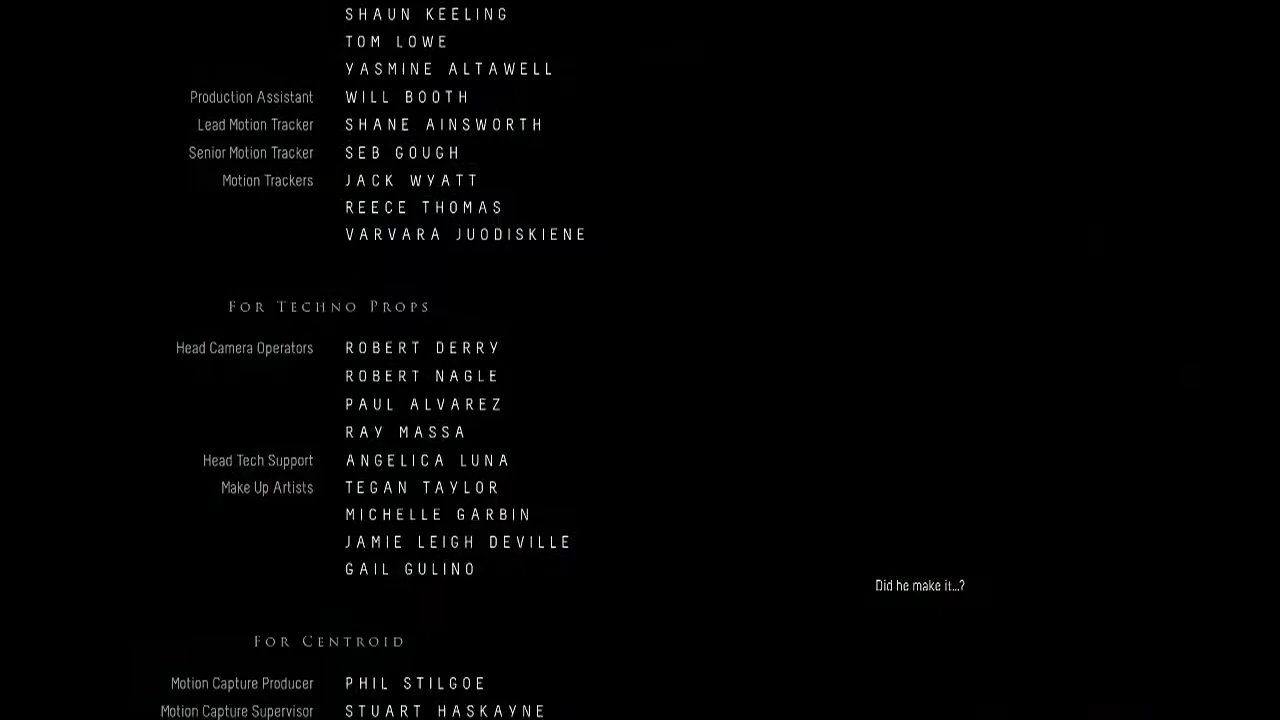 SHAUN KEELING
TOM LOWE
YASMINE ALTAWELL
Production Assistant WILL BOOTH
Lead Motion Tracker SHANE AINSWORTH
Senior Motion Tracker SEB GOUGH
Motion Trackers JACK WYATT
REECE THOMAS
VARVARA JUODISKIENE
FOR TECHNO PROPS
Head Camera Operators ROBERT DERRY
ROBERT NAGLE
PAUL ALVAREZ
RAY MASSA
Head Tech Support ANGELICA LUNA
Make Up Artists TEGAN TAYLOR
MICHELLE GARBIN
JAMIE LEIGH DEVILLE
GAIL GULINO
Did he make it...?
FOR CENTROID
Motion Capture Producer PHIL STILGOE
Motion Capture Supervisor STUART HASKAYNE